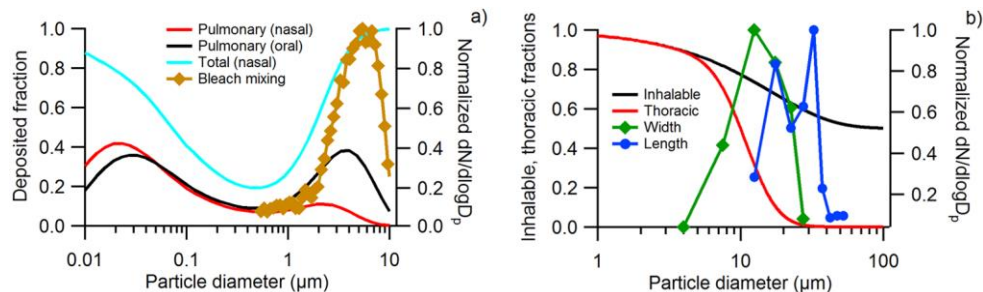 a)
Pulmonary (nasal)
Pulmonary (oral)
Total (nasal)
Bleach mixing
Deposited fraction
1.0
0.8
0.6
0.4
0.2
0.0
0.01
0.1
1
10
Particle diameter (µm)
1.0
0.8
0.6
0.4
0.2
0.0
Normalized dN/dlogDp
b)
Inhalable
Thoracic
Width
Length
Inhalable, thoracic fractions
1.0
0.8
0.6
0.4
0.2
0.0
1
10
100
Particle diameter (µm)
1.0
0.8
0.6
0.4
0.2
Normalized dN/dlogDp